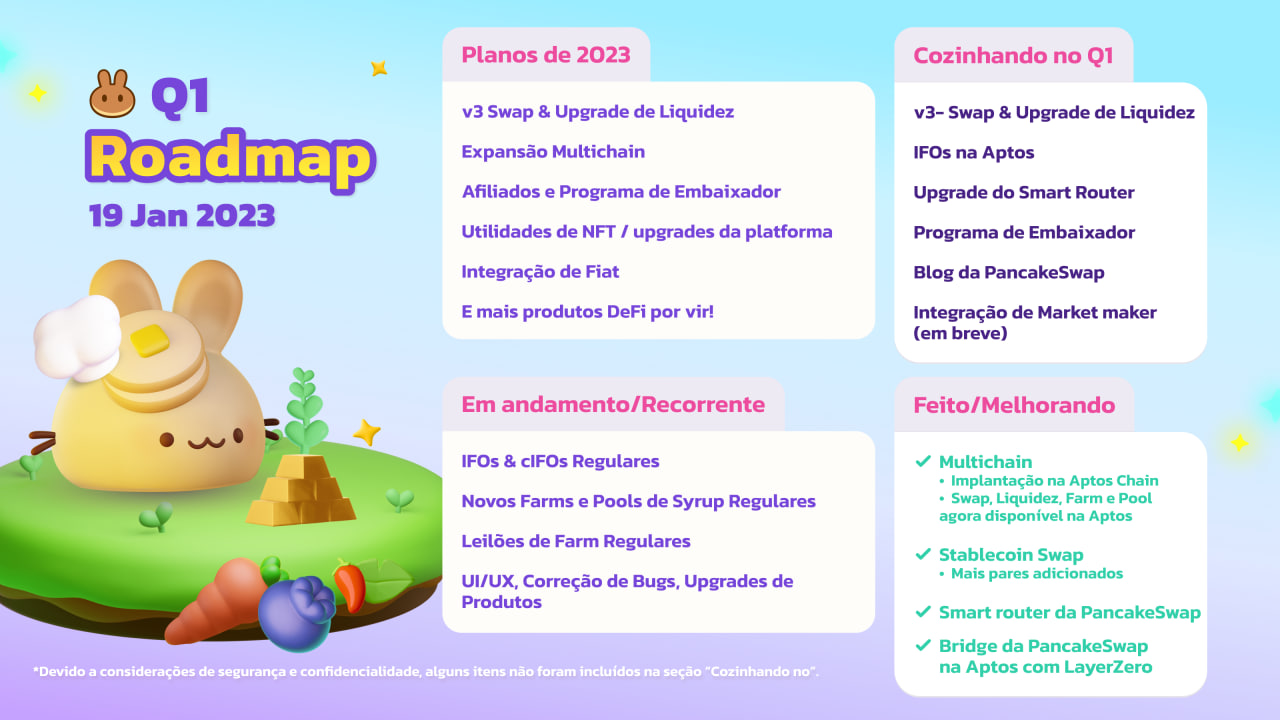 Q1
Roadmap
19 Jan 2023
Planos de 2023
v3 Swap & Upgrade de Liquidez
Expansão Multichain
Afiliados e Programa de Embaixador
Utilidades de NFT / upgrades da platforma
Integração de Fiat
E mais produtos DeFi por vir!
Cozinhando no Q1
v3- Swap & Upgrade de Liquidez
IFOs na Aptos
Upgrade do Smart Router
Programa de Embaixador
Blog da PancakeSwap
Integração de Market maker
(em breve)
Em andamento/Recorrente
IFOs & cIFOs Regulares
Novos Farms e Pools de Syrup Regulares
Leilões de Farm Regulares
UI/UX, Correção de Bugs, Upgrades de
Produtos
Feito/Melhorando
✓ Multichain
• Implantação na Aptos Chain
• Swap, Liquidez, Farm e Pool
agora disponível na Aptos
✓ Stablecoin Swap
• Mais pares adicionados
✓ Smart router da PancakeSwap
✓ Bridge da PancakeSwap
na Aptos com LayerZero
*Devido a considerações de segurança e confidencialidade, alguns itens não foram incluídos na seção “Cozinhando no”.